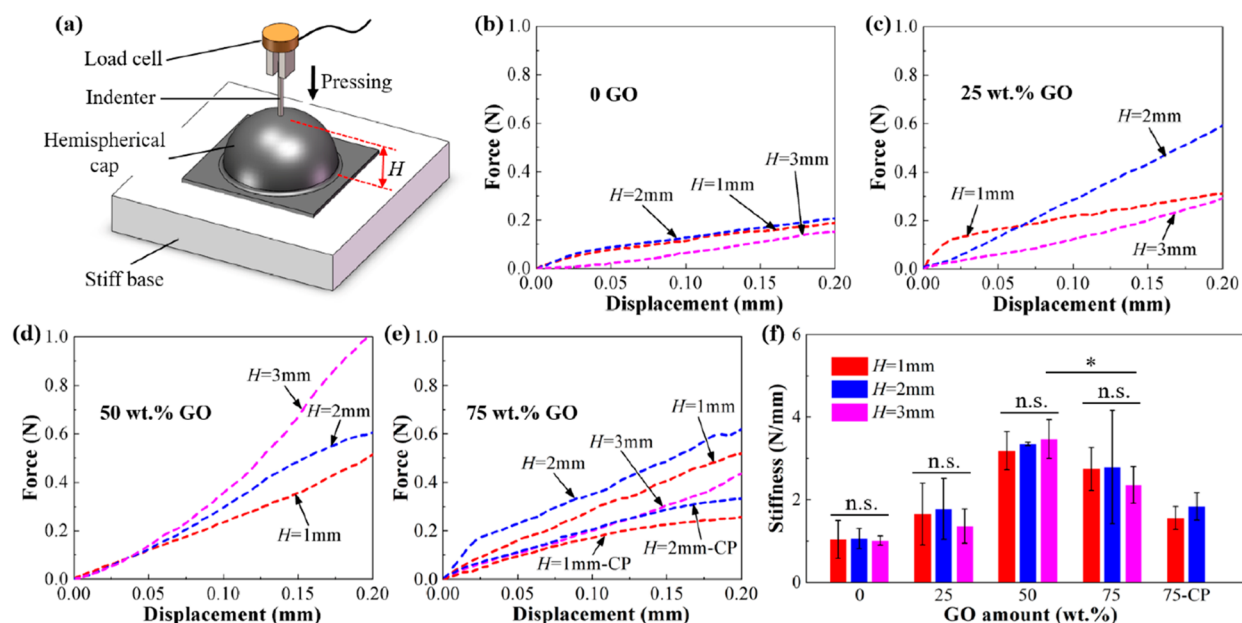 (a)
Load cell
Indenter
Pressing
Hemispherical
cap
H
Stiff base
(b)
1.0
0.8
0.6
0.4
0.2
0.0
Force (N)
0 GO
H=3mm
H=1mm
H=2mm
0.00 0.05 0.10 0.15 0.20
Displacement (mm)
(c)
1.0
0.8
0.6
0.4
0.2
0.0
Force (N)
25 wt.% GO
H=2mm
H=1mm
H=3mm
0.00 0.05 0.10 0.15 0.20
Displacement (mm)
(d)
1.0
0.8
0.6
0.4
0.2
0.0
Force (N)
H=3mm
50 wt.% GO
H=2mm
H=1mm
0.00 0.05 0.10 0.15 0.20
Displacement (mm)
(e)
1.0
0.8
0.6
0.4
0.2
0.0
Force (N)
75 wt.% GO
H=1mm
H=3mm
H=2mm
H=2mm-CP
H=1mm-CP
0.00 0.05 0.10 0.15 0.20
Displacement (mm)
(f)
6
4
2
0
Stiffness (N/mm)
H=1mm
H=2mm
H=3mm
*
n.s.
n.s.
n.s.
n.s.
0 25 50 75 75-CP
GO amount (wt.%)